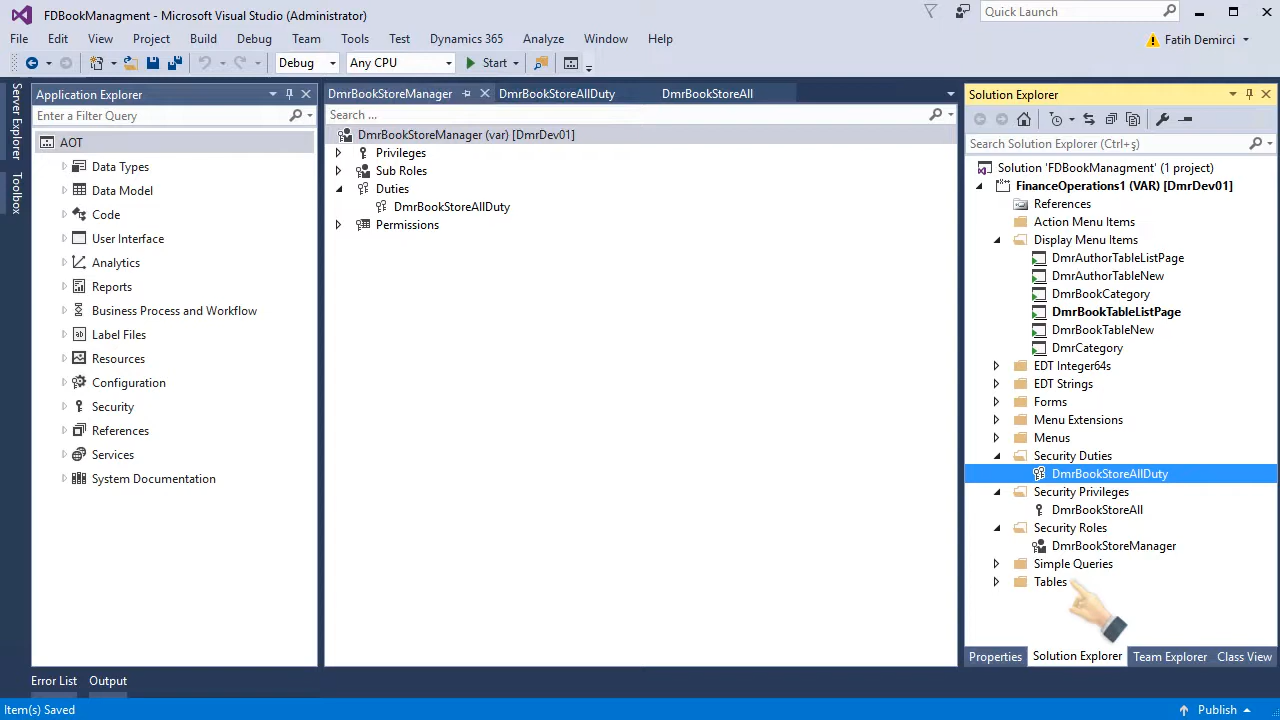 FDBookManagment - Microsoft Visual Studio (Administrator)
Quick Launch
File Edit View Project Build Debug Team Tools Test Dynamics 365 Analyze Window Help
Fatih Demirci
Debug Any CPU Start
Server Explorer
Toolbox
Application Explorer
Enter a Filter Query
AOT
Data Types
Data Model
Code
User Interface
Analytics
Reports
Business Process and Workflow
Label Files
Resources
Configuration
Security
References
Services
System Documentation
DmrBookStoreManager DmrBookStoreAllDuty DmrBookStoreAll
Search...
DmrBookStoreManager (var) [DmrDev01]
Privileges
Sub Roles
Duties
DmrBookStoreAllDuty
Permissions
Solution Explorer
Search Solution Explorer (Ctrl+ş)
Solution 'FDBookManagment' (1 project)
FinanceOperations1 (VAR) [DmrDev01]
References
Action Menu Items
Display Menu Items
DmrAuthorTableListPage
DmrAuthorTableNew
DmrBookCategory
DmrBookTableListPage
DmrBookTableNew
DmrCategory
EDT Integer64s
EDT Strings
Forms
Menu Extensions
Menus
Security Duties
DmrBookStoreAllDuty
Security Privileges
DmrBookStoreAll
Security Roles
DmrBookStoreManager
Simple Queries
Tables
Properties Solution Explorer Team Explorer Class View
Error List Output
Item(s) Saved
Publish